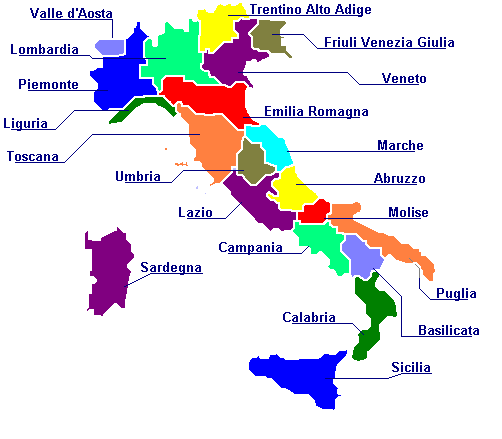 Trentino Alto Adige
Valle d'Aosta
Friuli Venezia Giulia
Lombardia
Veneto
Piemonte
Emilia Romagna
Liguria
Marche
Toscana
Umbria
Abruzzo
Lazio
Molise
Campania
Sardegna
Puglia
Calabria
Basilicata
Sicilia